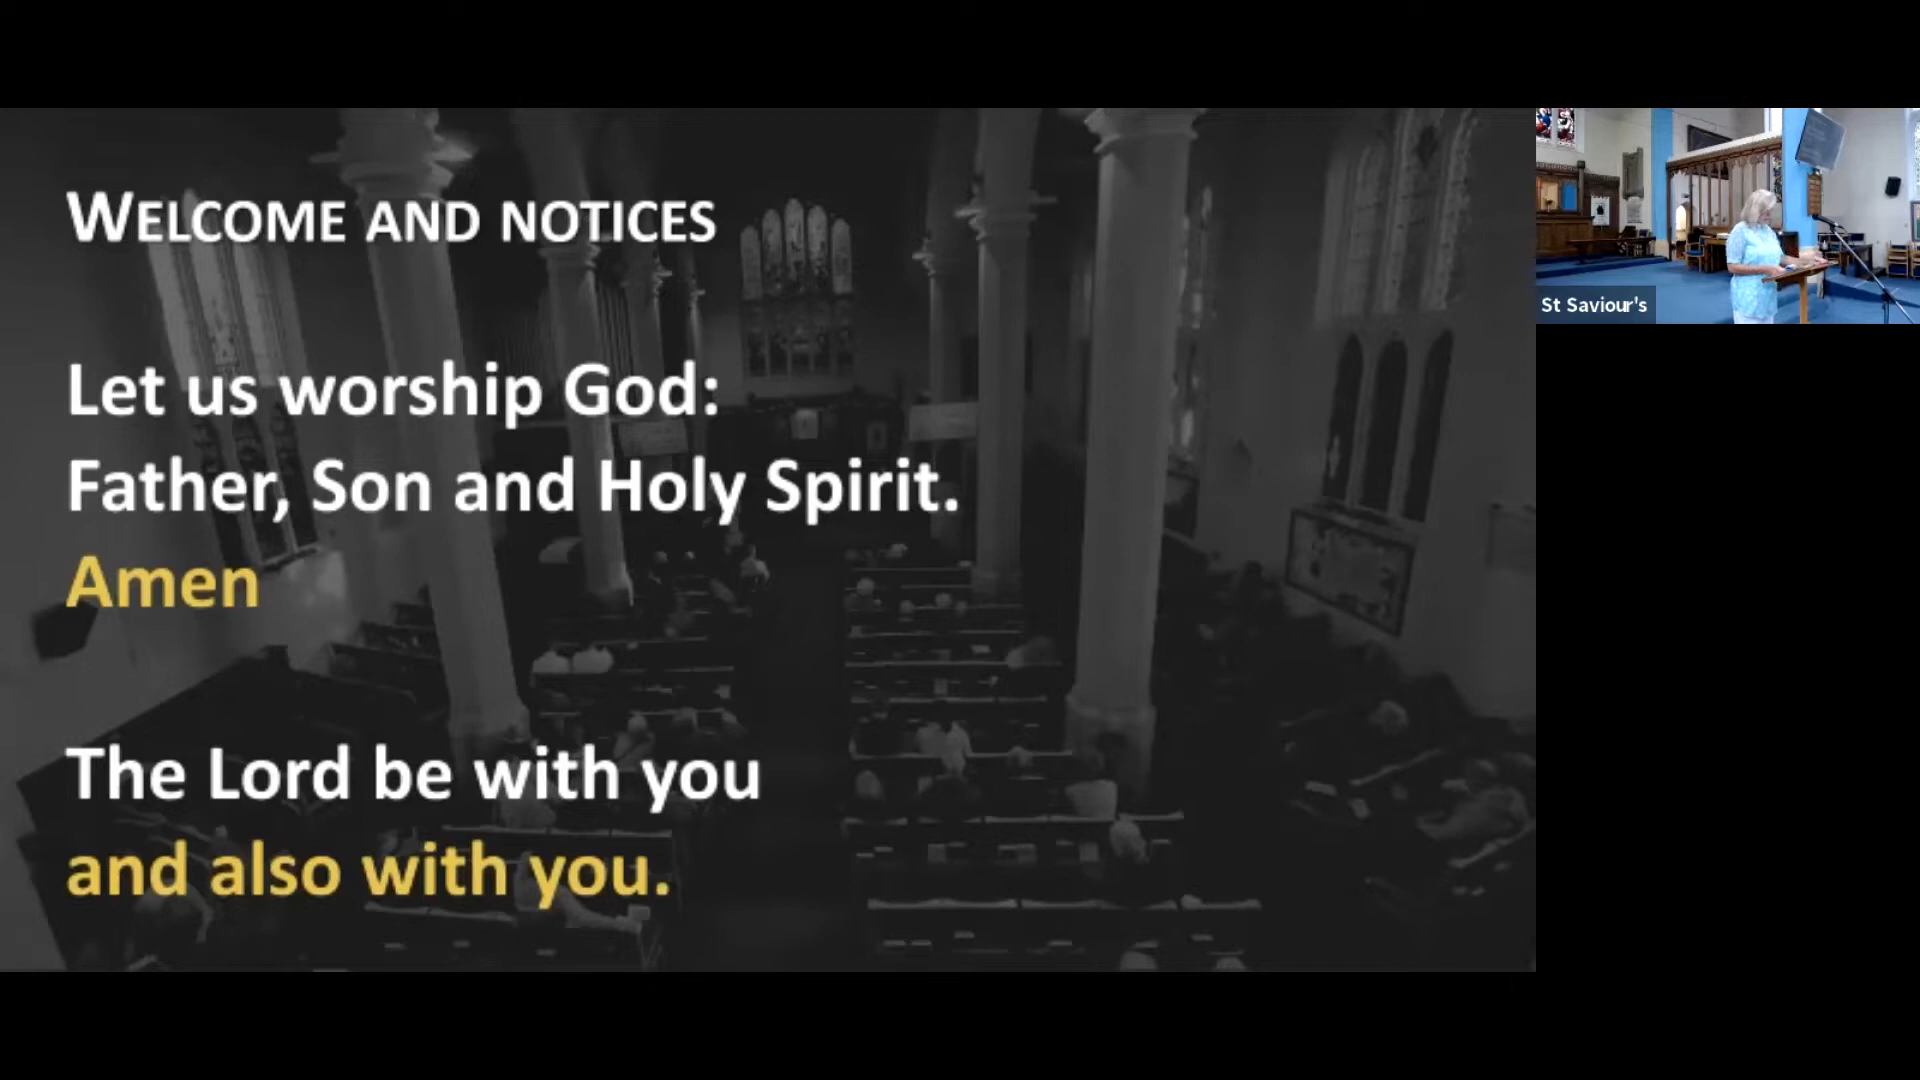 WELCOME AND NOTICES
Let us worship God:
Father, Son and Holy Spirit.
Amen
The Lord be with you
and also with you.
St Saviour's